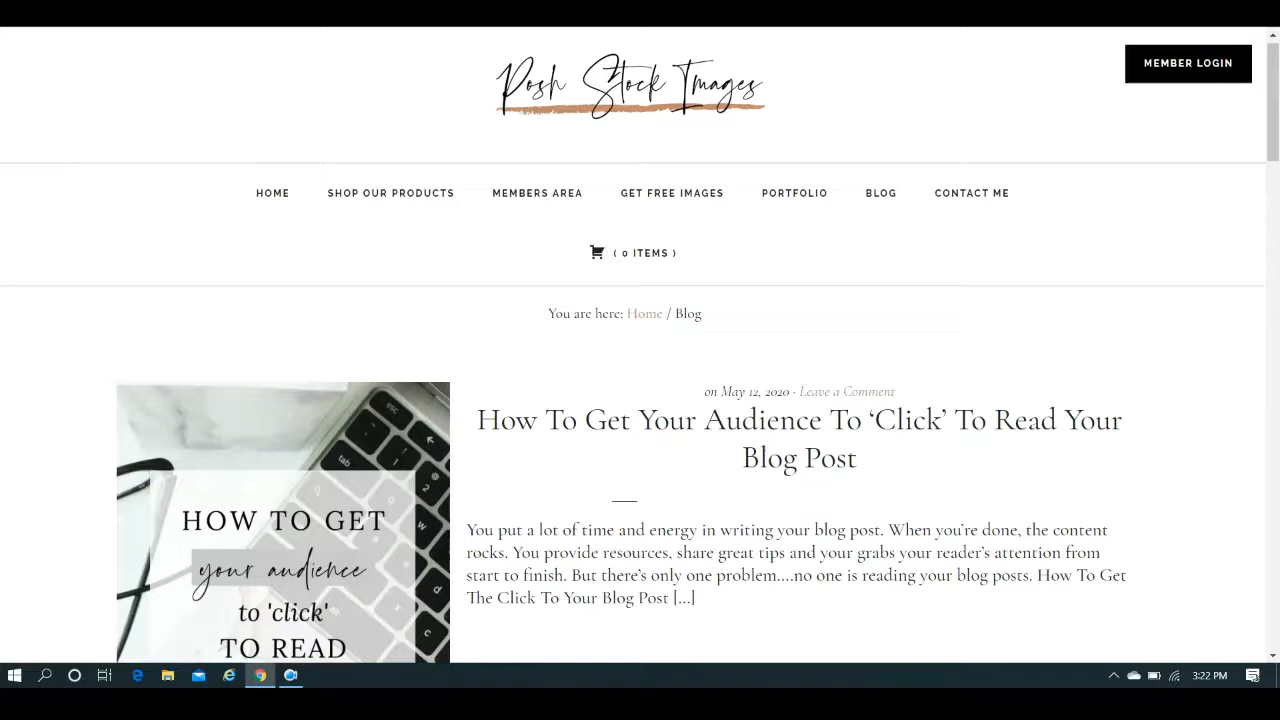 Posh Stock Images
MEMBER LOGIN
HOME SHOP OUR PRODUCTS MEMBERS AREA GET FREE IMAGES PORTFOLIO BLOG CONTACT ME
( 0 ITEMS )
You are here: Home / Blog
on May 12, 2020 · Leave a Comment
How To Get Your Audience To ‘Click’ To Read Your
Blog Post
You put a lot of time and energy in writing your blog post. When you’re done, the content
rocks. You provide resources, share great tips and your grabs your reader’s attention from
start to finish. But there’s only one problem….no one is reading your blog posts. How To Get
The Click To Your Blog Post […]
esc
tab
1
2
W
d
c
HOW TO GET
your audience
to 'click'
TO READ
3:22 PM